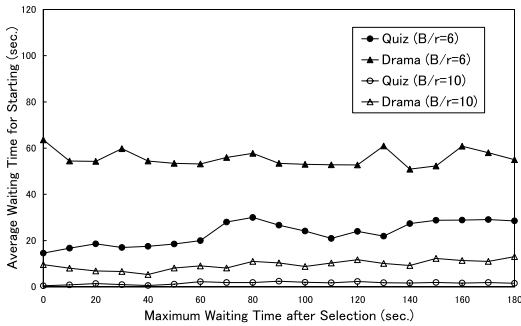 120
100
80
60
40
20
0
Average Waiting Time for Starting (sec.)
Quiz (B/r=6)
Drama (B/r=6)
Quiz (B/r=10)
Drama (B/r=10)
0 20 40 60 80 100 120 140 160 180
Maximum Waiting Time after Selection (sec.)